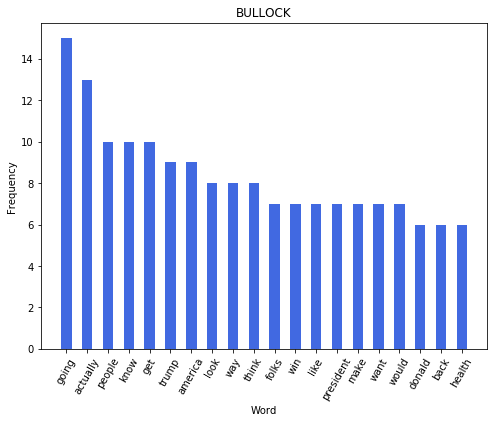 BULLOCK
Frequency
14
12
10
8
6
4
2
0
going
actually
people
know
get
trump
america
look
way
think
folks
win
like
president
make
want
would
donald
back
health
Word